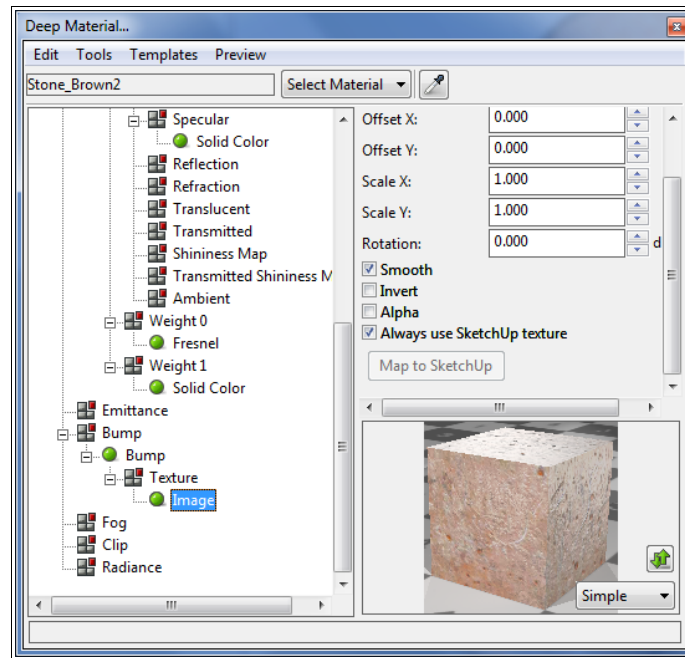 Deep Material...
Edit Tools Templates Preview
Stone_Brown2
Select Material
Specular
Solid Color
Reflection
Refraction
Translucent
Transmitted
Shininess Map
Transmitted Shininess M
Ambient
Weight 0
Fresnel
Weight 1
Solid Color
Emittance
Bump
Bump
Texture
Image
Fog
Clip
Radiance
Offset X: 0.000
Offset Y: 0.000
Scale X: 1.000
Scale Y: 1.000
Rotation: 0.000 d
Smooth
Invert
Alpha
Always use SketchUp texture
Map to SketchUp
Simple